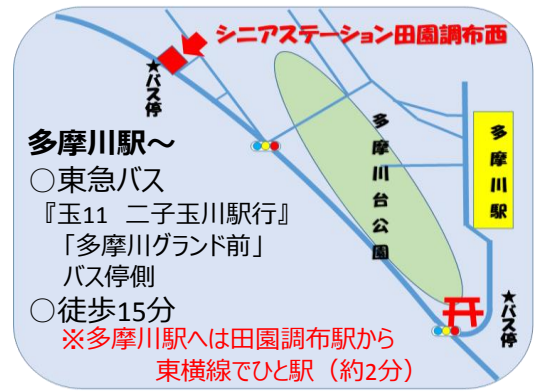 シニアステーション田園調布西
★バス停
多摩川駅～
○東急バス
『玉11 二子玉川駅行』
「多摩川グランド前」
バス停側
○徒歩15分
※多摩川駅へは田園調布駅から
東横線でひと駅（約2分）
多摩川台公園
多摩川駅
★バス停